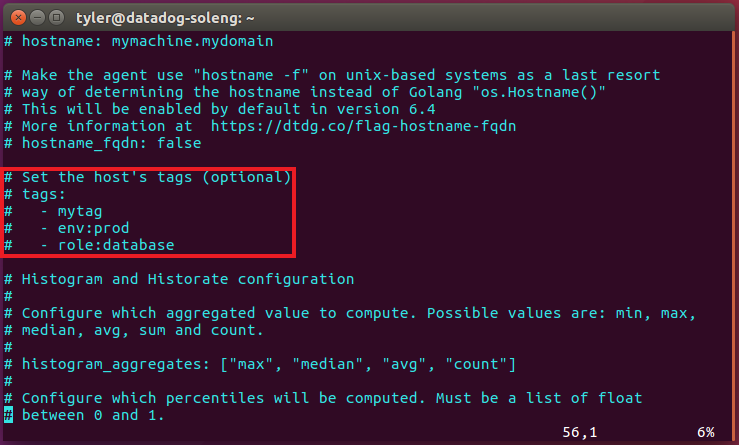 tyler@datadog-soleng: ~
# hostname: mymachine.mydomain
# Make the agent use "hostname -f" on unix-based systems as a last resort
# way of determining the hostname instead of Golang "os.Hostname()"
# This will be enabled by default in version 6.4
# More information at  https://dtdg.co/flag-hostname-fqdn
# hostname_fqdn: false
# Set the host's tags (optional)
# tags:
#   - mytag
#   - env:prod
#   - role:database
# Histogram and Historate configuration
#
# Configure which aggregated value to compute. Possible values are: min, max,
# median, avg, sum and count.
#
# histogram_aggregates: ["max", "median", "avg", "count"]
#
# Configure which percentiles will be computed. Must be a list of float
# between 0 and 1.
56,1 6%